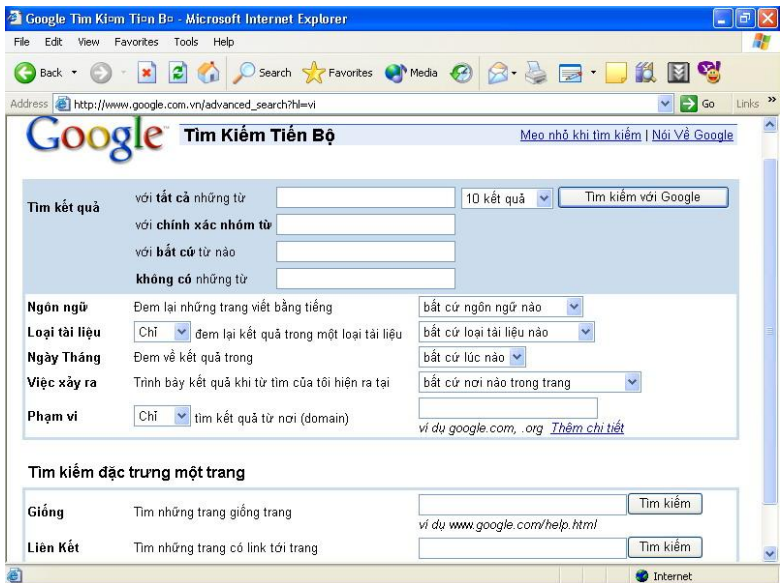 Google Tìm Ki¤m Ti¤n B¤ - Microsoft Internet Explorer
File Edit View Favorites Tools Help
Back Search Favorites Media
Address http://www.google.com.vn/advanced_search?hl=vi Go Links »
Google™ Tìm Kiếm Tiến Bộ Mẹo nhỏ khi tìm kiếm | Nói Về Google
Tìm kết quả với tất cả những từ 10 kết quả Tìm kiếm với Google
với chính xác nhóm từ
với bất cứ từ nào
không có những từ
Ngôn ngữ Đem lại những trang viết bằng tiếng bất cứ ngôn ngữ nào
Loại tài liệu Chỉ đem lại kết quả trong một loại tài liệu bất cứ loại tài liệu nào
Ngày Tháng Đem về kết quả trong bất cứ lúc nào
Việc xảy ra Trình bày kết quả khi từ tìm của tôi hiện ra tại bất cứ nơi nào trong trang
Phạm vi Chỉ tìm kết quả từ nơi (domain)
ví dụ google.com, .org Thêm chi tiết
Tìm kiếm đặc trưng một trang
Giống Tìm những trang giống trang Tìm kiếm
ví dụ www.google.com/help.html
Liên Kết Tìm những trang có link tới trang Tìm kiếm
Internet